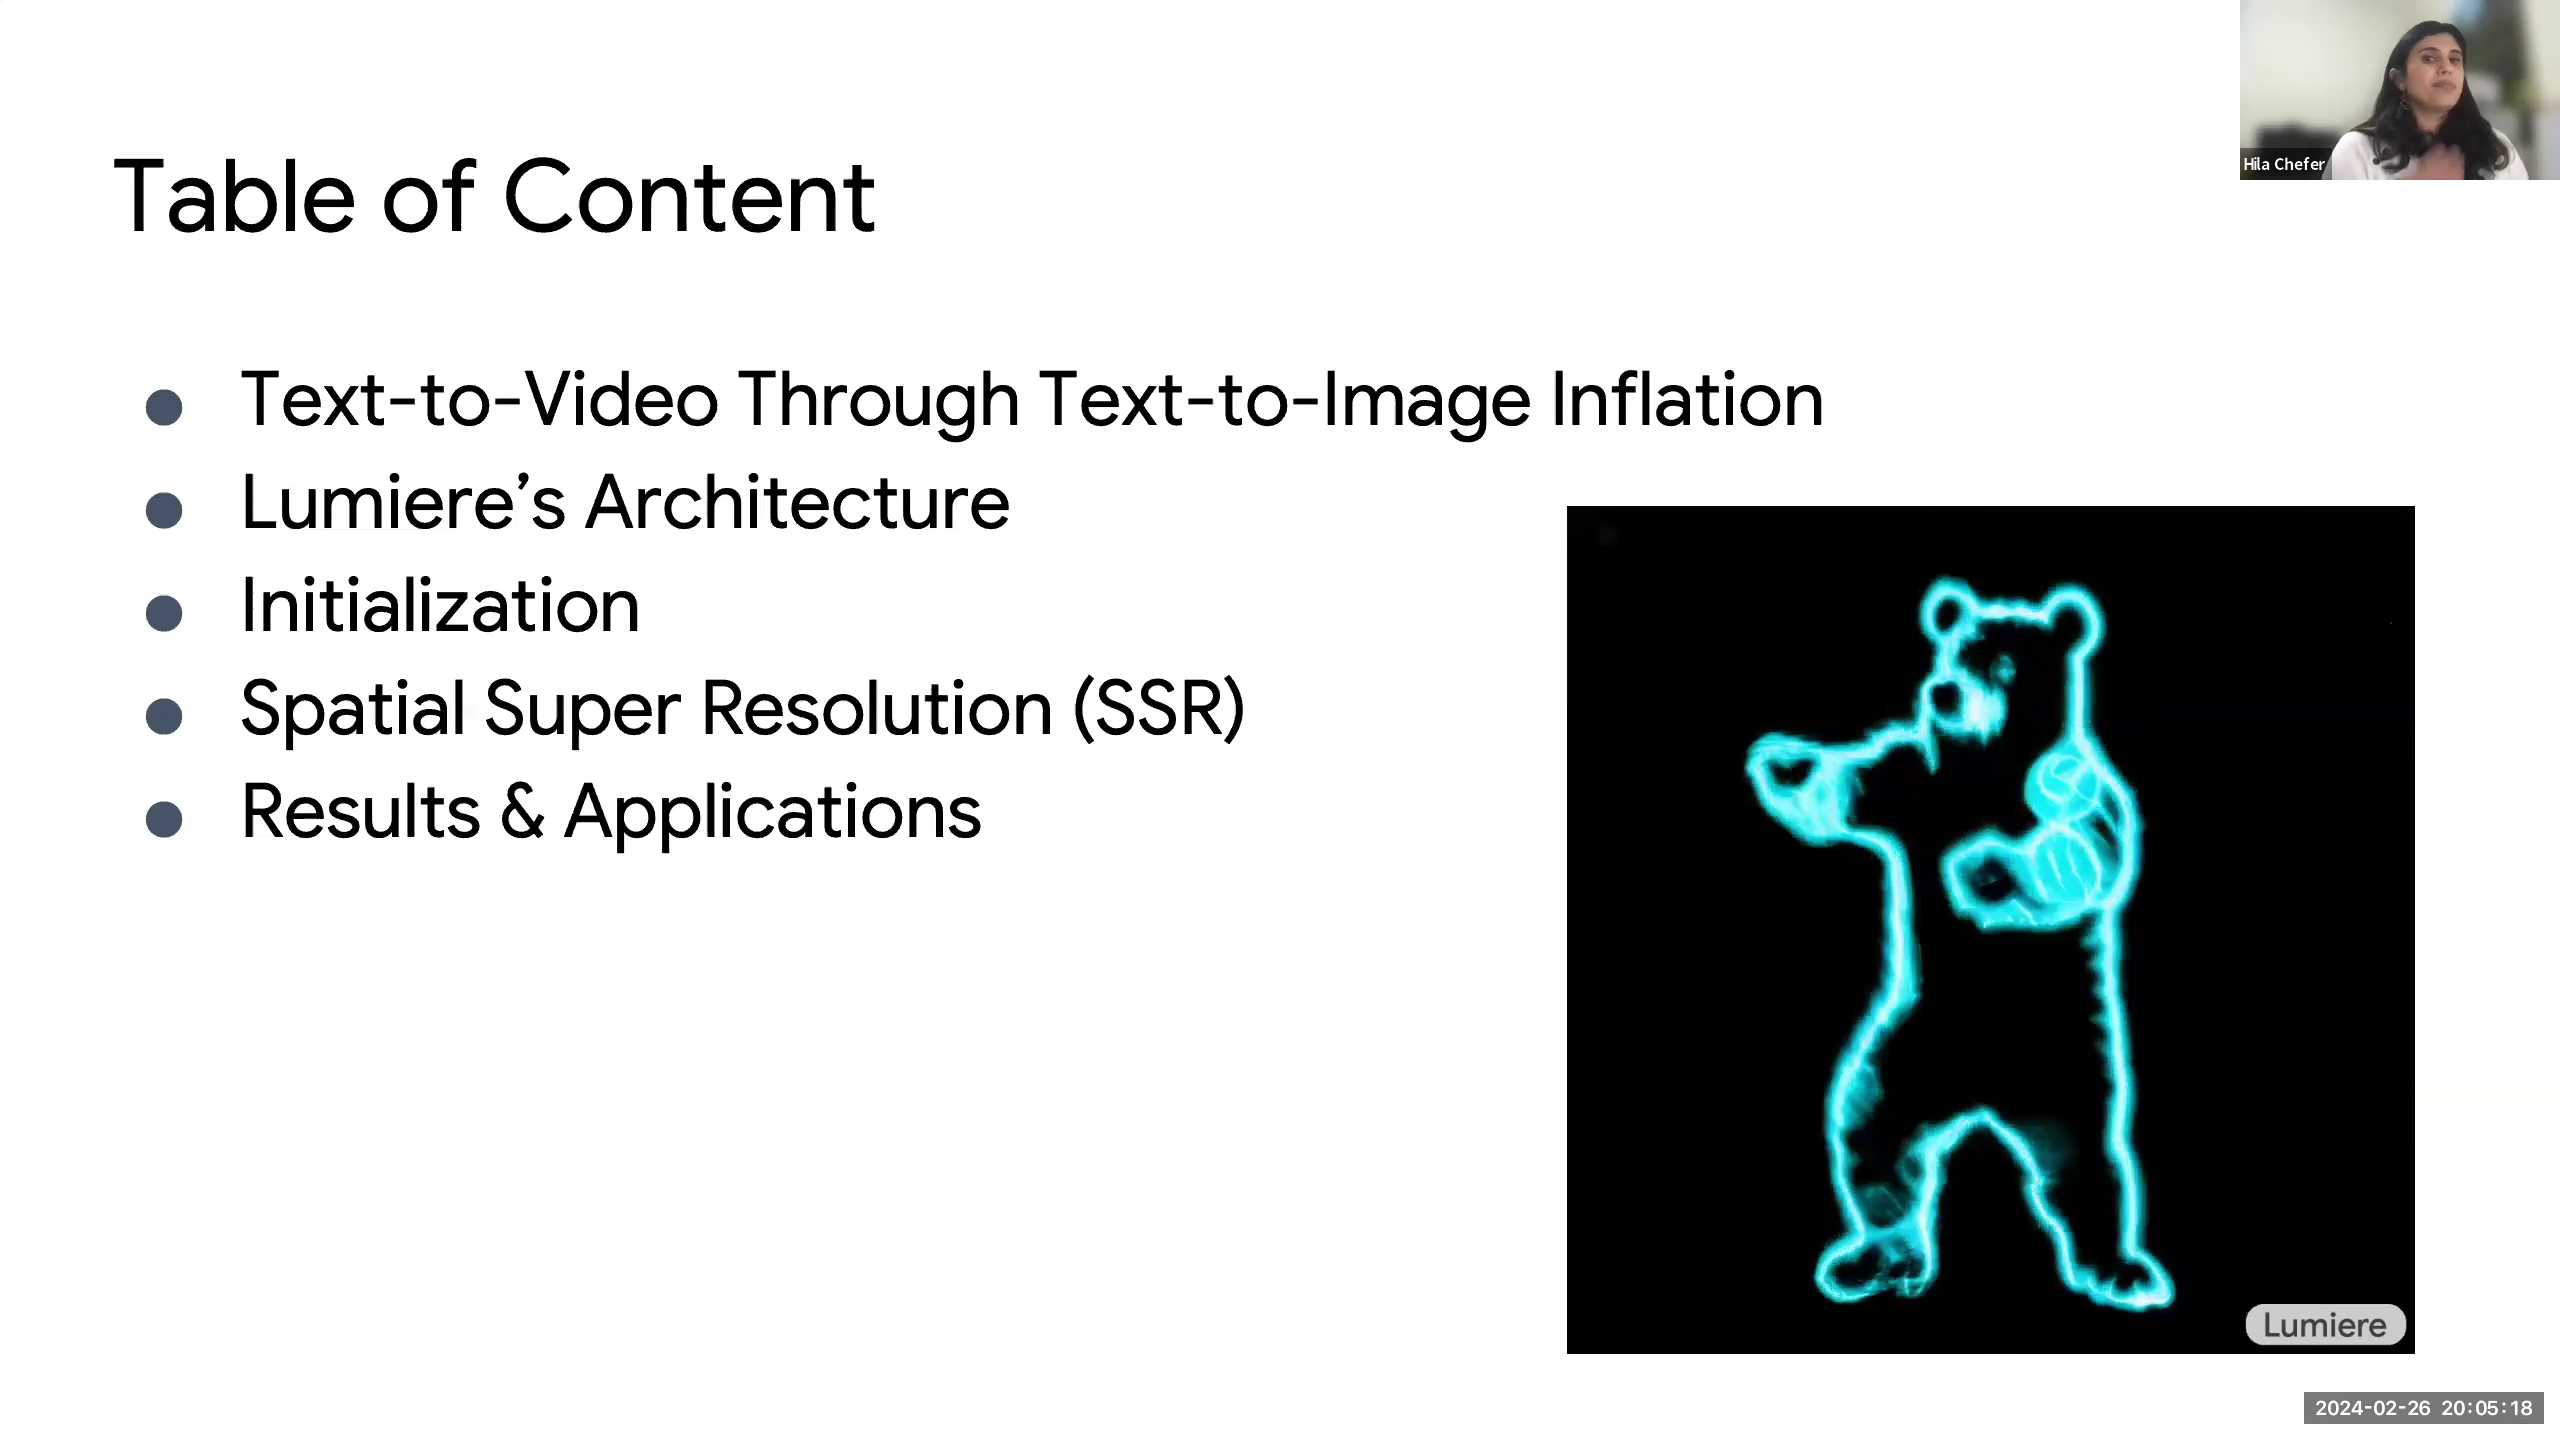 Hila Chefer
Table of Content
Text-to-Video Through Text-to-Image Inflation
Lumiere’s Architecture
Initialization
Spatial Super Resolution (SSR)
Results & Applications
Lumiere
2024-02-26 20:05:18